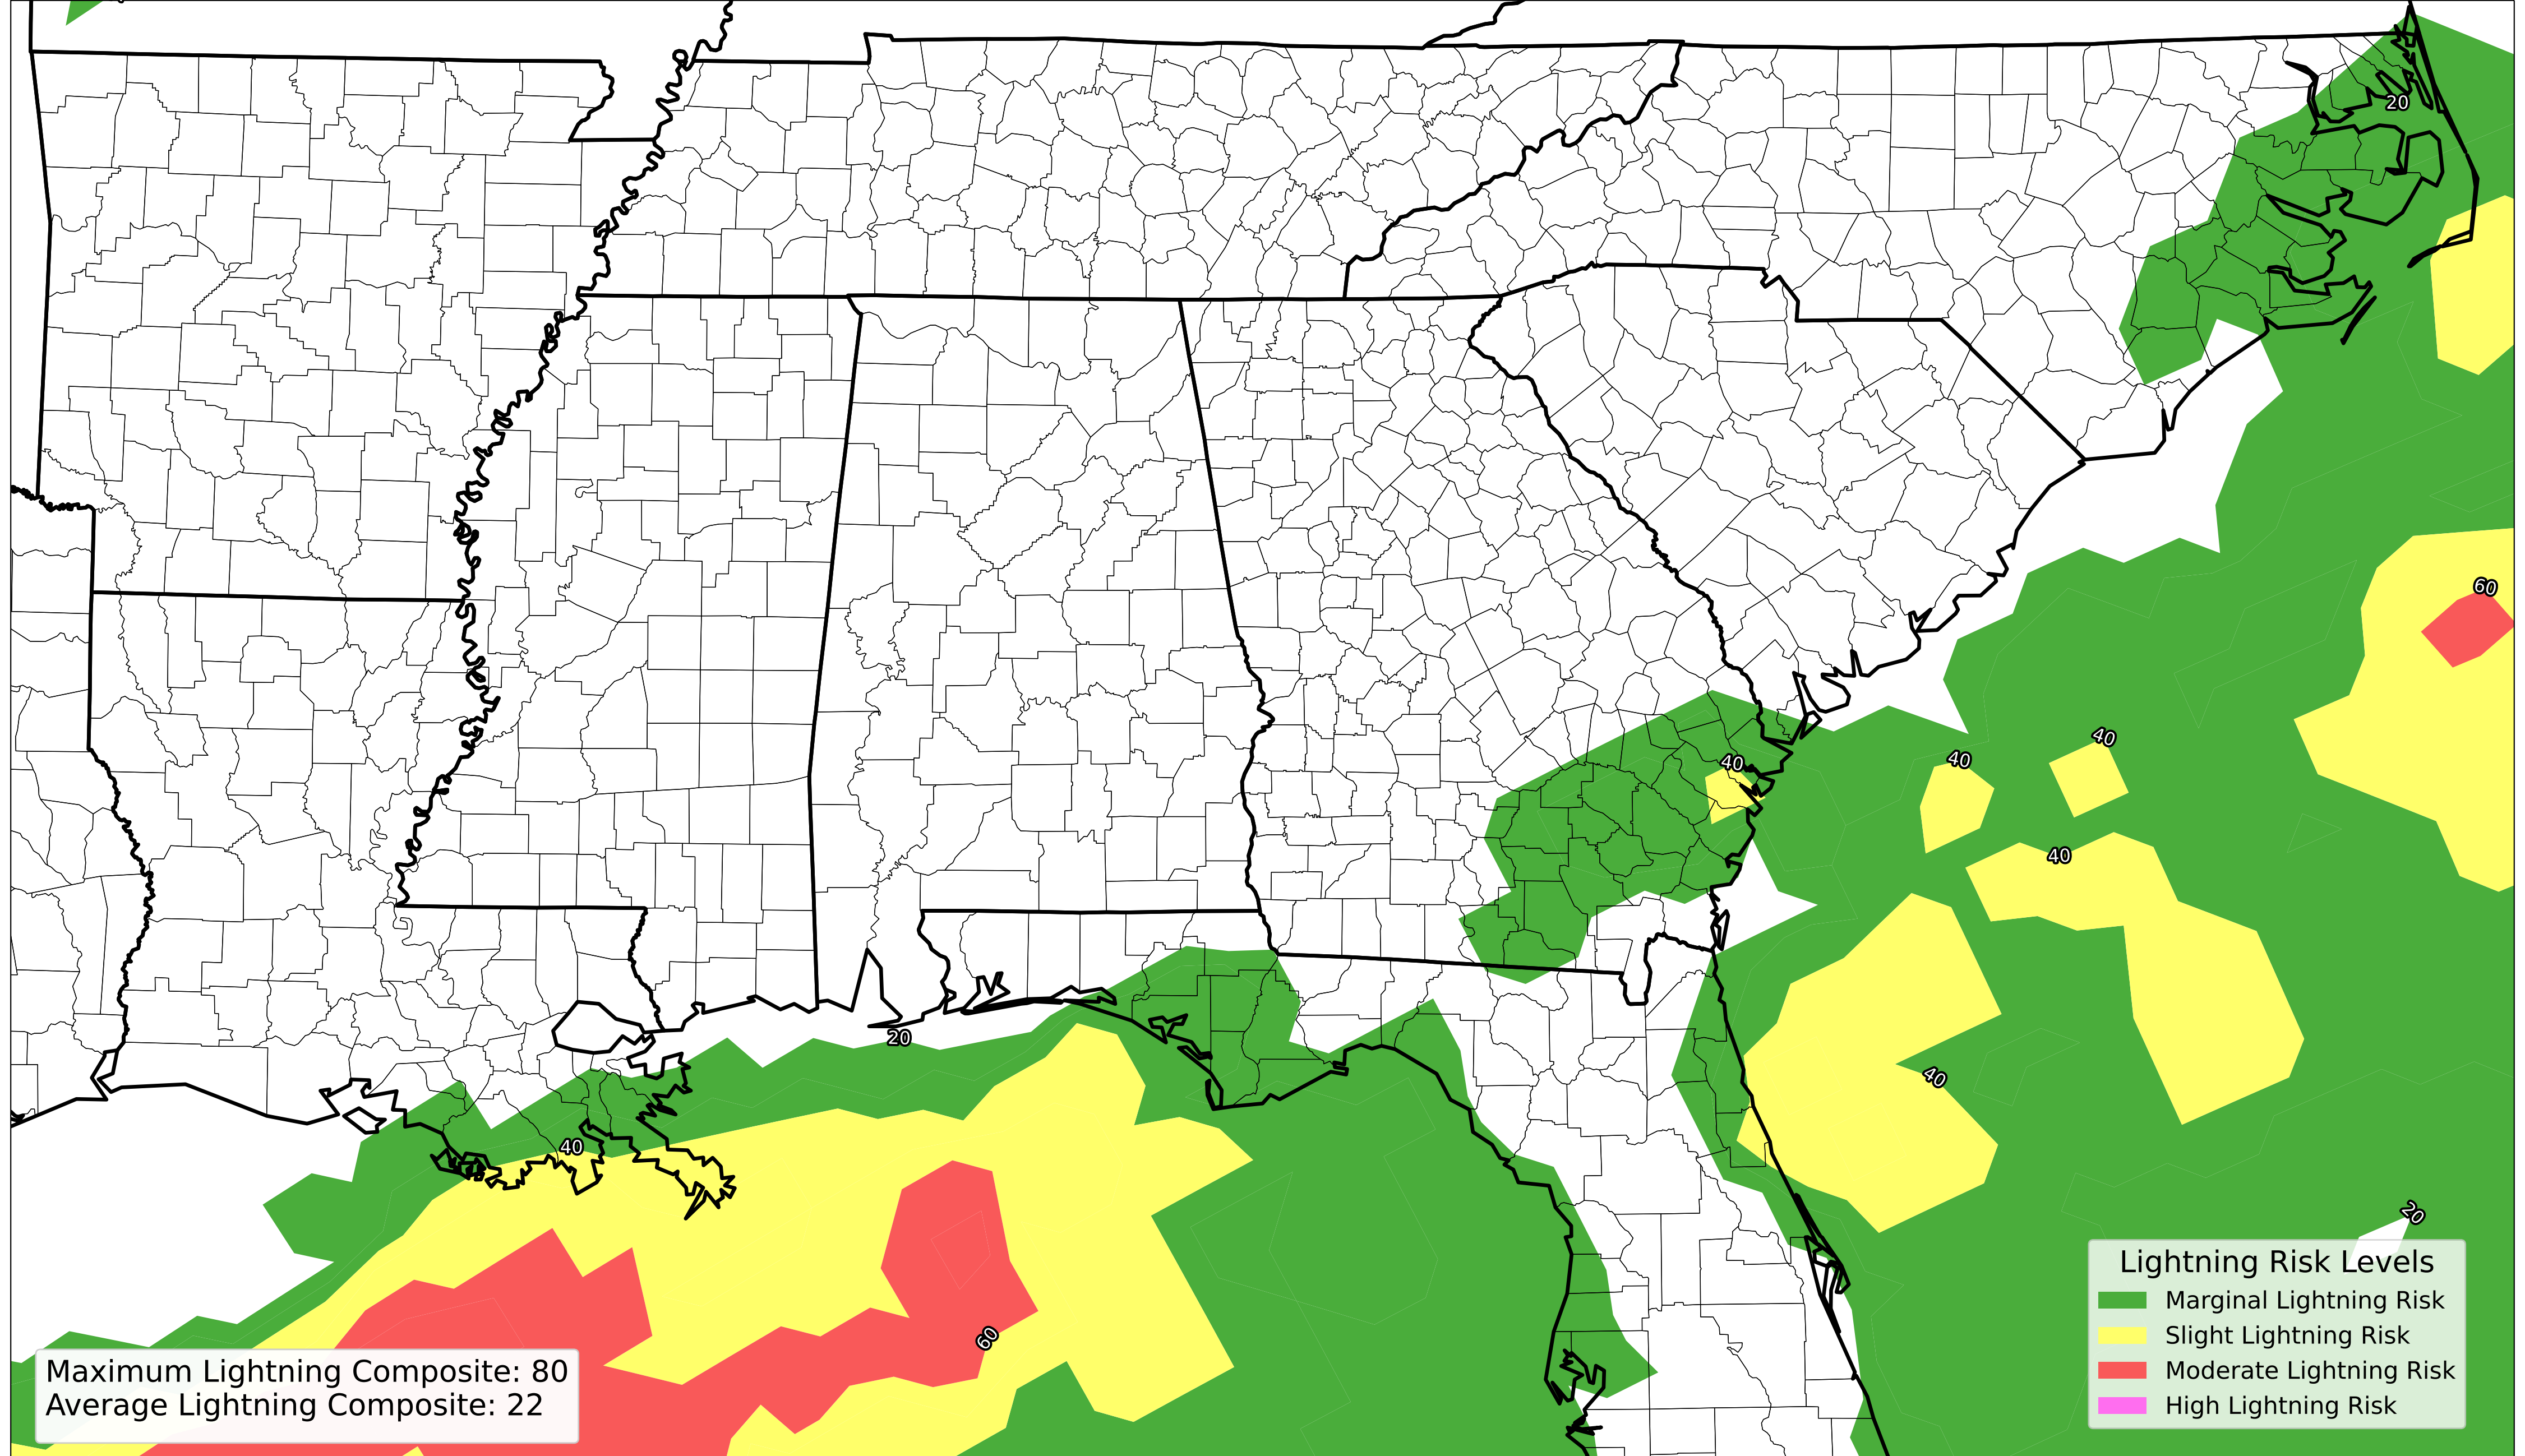 20
60
40
40
40
40
20
40
40
20
60
Lightning Risk Levels
Marginal Lightning Risk
Slight Lightning Risk
Moderate Lightning Risk
High Lightning Risk
Maximum Lightning Composite: 80
Average Lightning Composite: 22